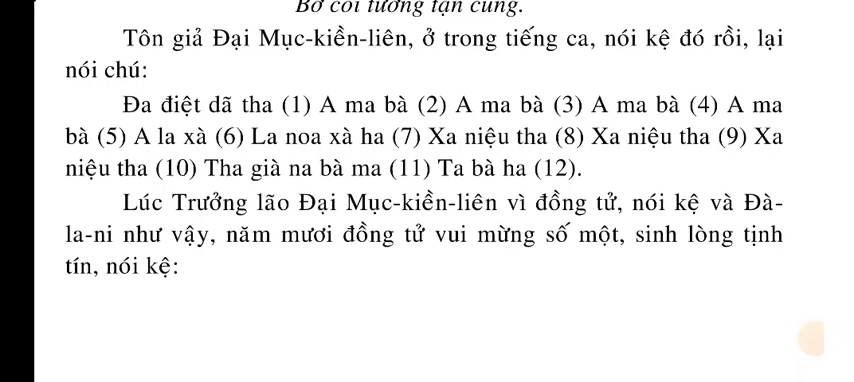 Bờ cõi tướng tận cùng.
Tôn giả Đại Mục-kiền-liên, ở trong tiếng ca, nói kệ đó rồi, lại
nói chú:
Đa điệt dã tha (1) A ma bà (2) A ma bà (3) A ma bà (4) A ma
bà (5) A la xà (6) La noa xà ha (7) Xa niệu tha (8) Xa niệu tha (9) Xa
niệu tha (10) Tha già na bà ma (11) Ta bà ha (12).
Lúc Trưởng lão Đại Mục-kiền-liên vì đồng tử, nói kệ và Đà-
la-ni như vậy, năm mươi đồng tử vui mừng số một, sinh lòng tịnh
tín, nói kệ: